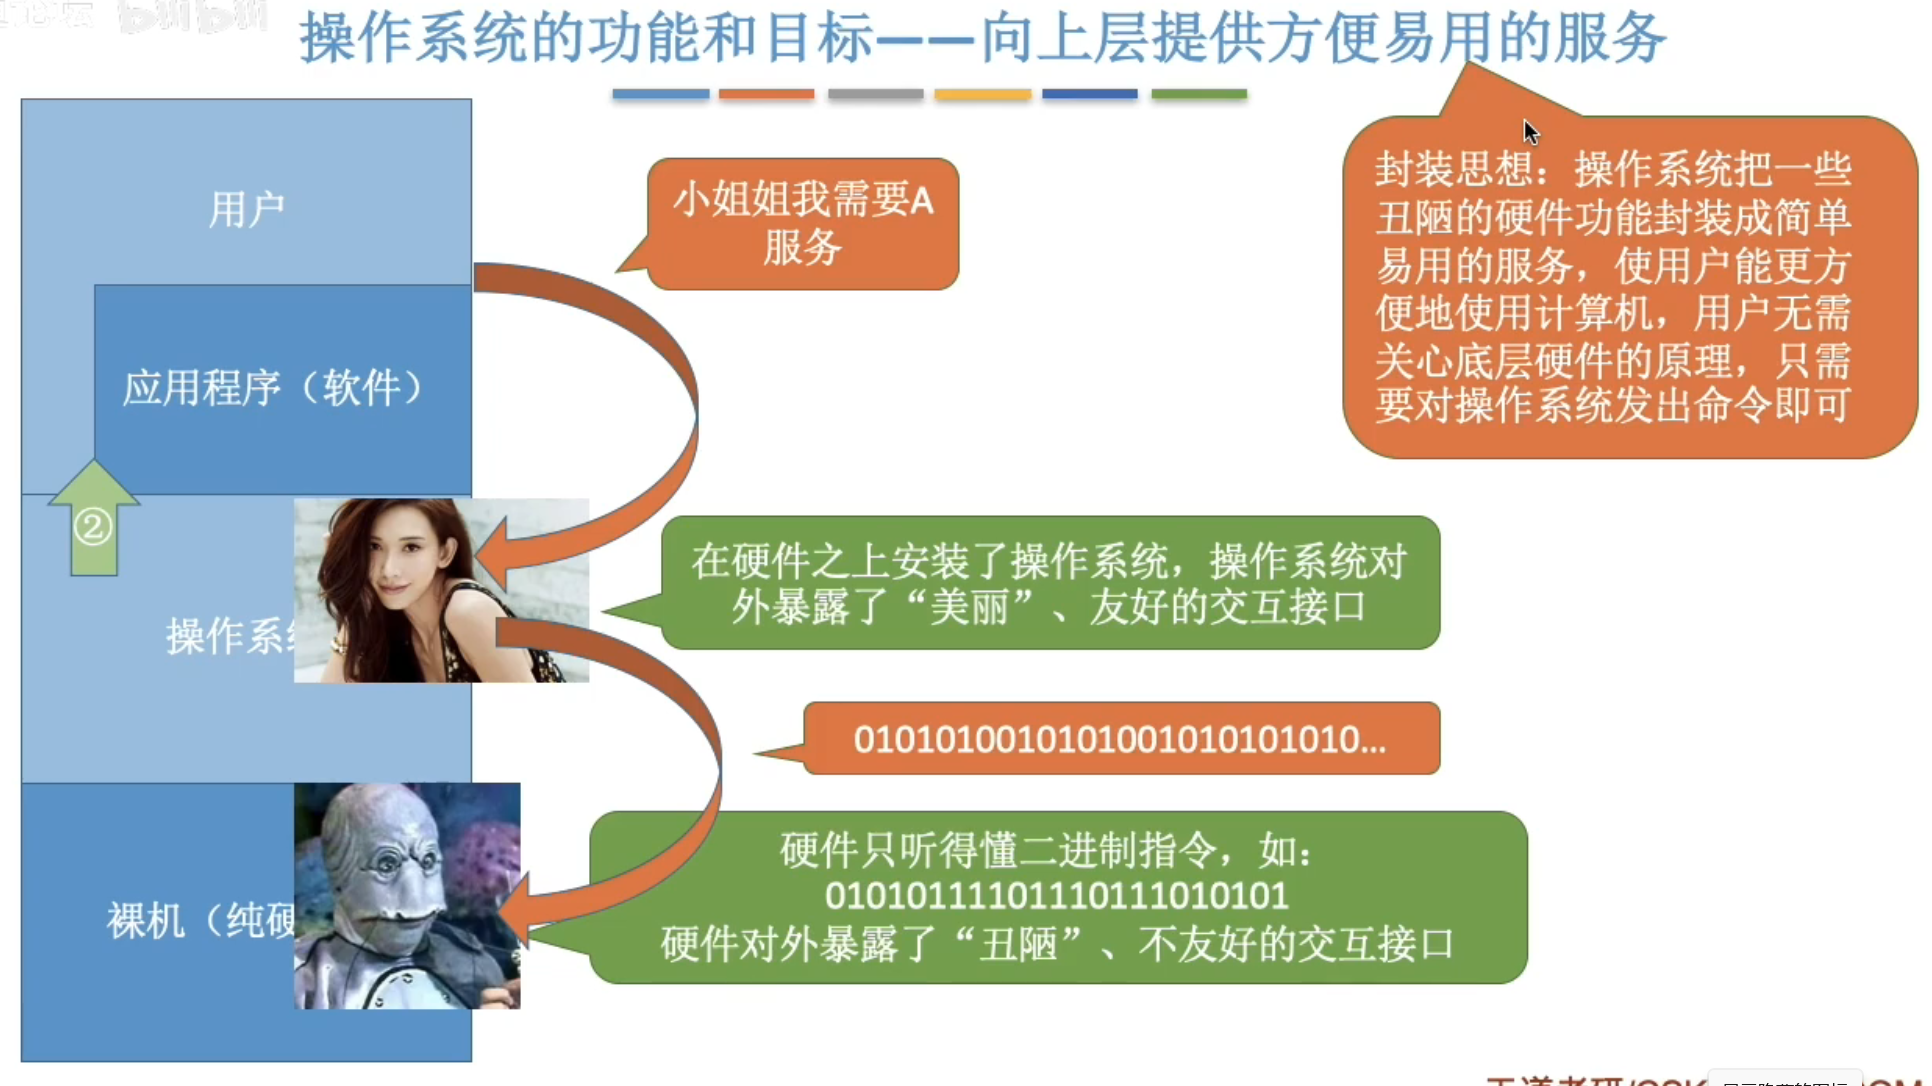 bilibili
操作系统的功能和目标——向上层提供方便易用的服务
用户
应用程序（软件）
②
操作系
裸机（纯硬
小姐姐我需要A
服务
封装思想：操作系统把一些
丑陋的硬件功能封装成简单
易用的服务，使用户能更方
便地使用计算机，用户无需
关心底层硬件的原理，只需
要对操作系统发出命令即可
在硬件之上安装了操作系统，操作系统对
外暴露了“美丽”、友好的交互接口
0101010010101001010101010...
硬件只听得懂二进制指令，如：
01010111101110111010101
硬件对外暴露了“丑陋”、不友好的交互接口